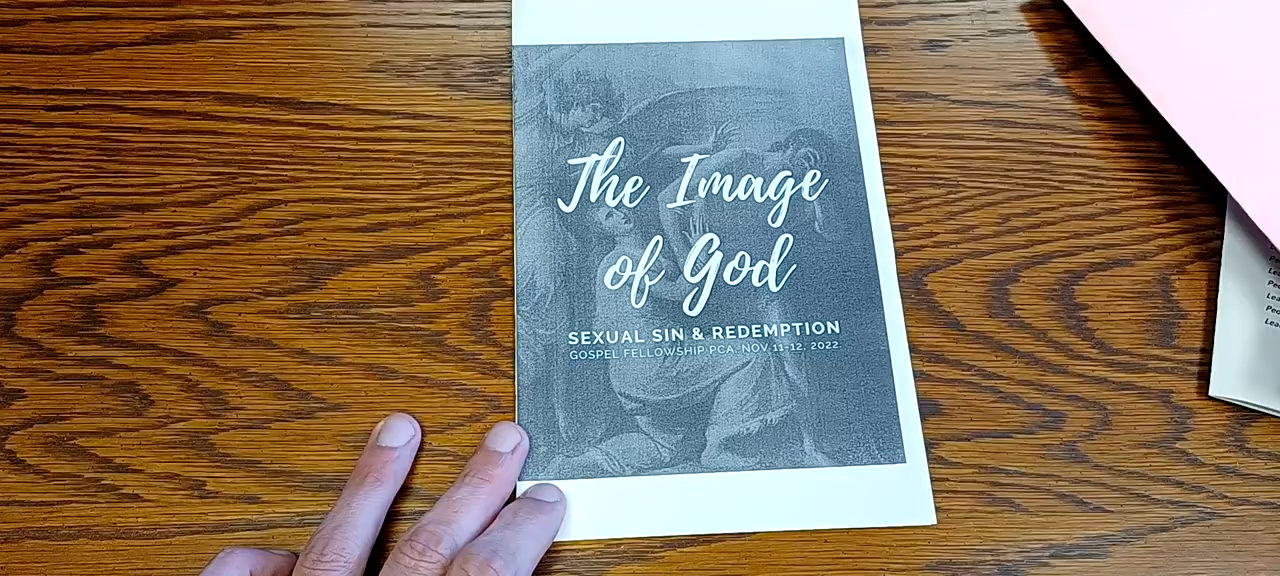 The Image
of God
SEXUAL SIN & REDEMPTION
GOSPEL FELLOWSHIP PCA· NOV 11-12, 2022